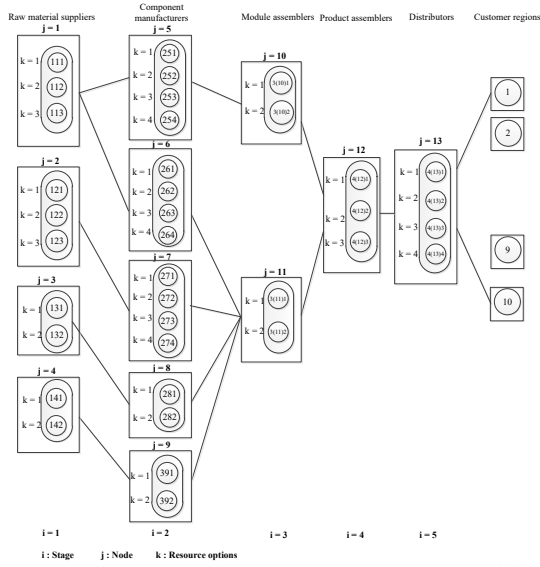 Raw material suppliers
Component
manufacturers
Module assemblers
Product assemblers
Distributors
Customer regions
j = 1
k = 1
111
k = 2
112
k = 3
113
j = 2
k = 1
121
k = 2
122
k = 3
123
j = 3
k = 1
131
k = 2
132
j = 4
k = 1
141
k = 2
142
j = 5
k = 1
251
k = 2
252
k = 3
253
k = 4
254
j = 6
k = 1
261
k = 2
262
k = 3
263
k = 4
264
j = 7
k = 1
271
k = 2
272
k = 3
273
k = 4
274
j = 8
k = 1
281
k = 2
282
j = 9
k = 1
391
k = 2
392
j = 10
k = 1
3(10)1
k = 2
3(10)2
j = 11
k = 1
3(11)1
k = 2
3(11)2
j = 12
k = 1
4(12)1
k = 2
4(12)2
k = 3
4(12)3
j = 13
k = 1
4(13)1
k = 2
4(13)2
k = 3
4(13)3
k = 4
4(13)4
1
2
9
10
i = 1
i = 2
i = 3
i = 4
i = 5
i : Stage j : Node k : Resource options